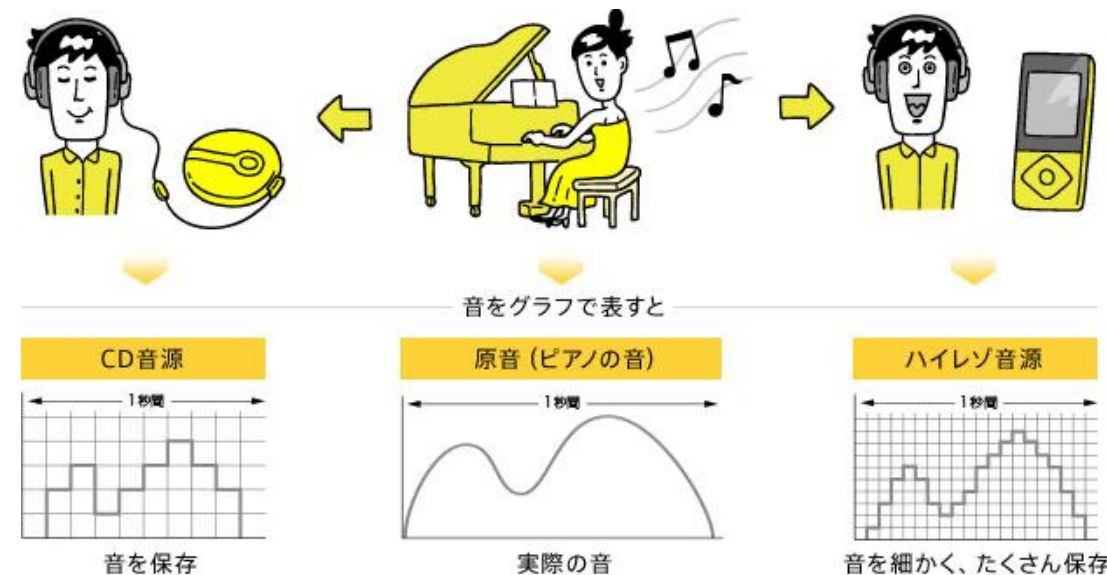 音をグラフで表すと
CD音源
原音 (ピアノの音)
ハイレゾ音源
1秒間
1秒間
1秒間
音を保存
実際の音
音を細かく、たくさん保存